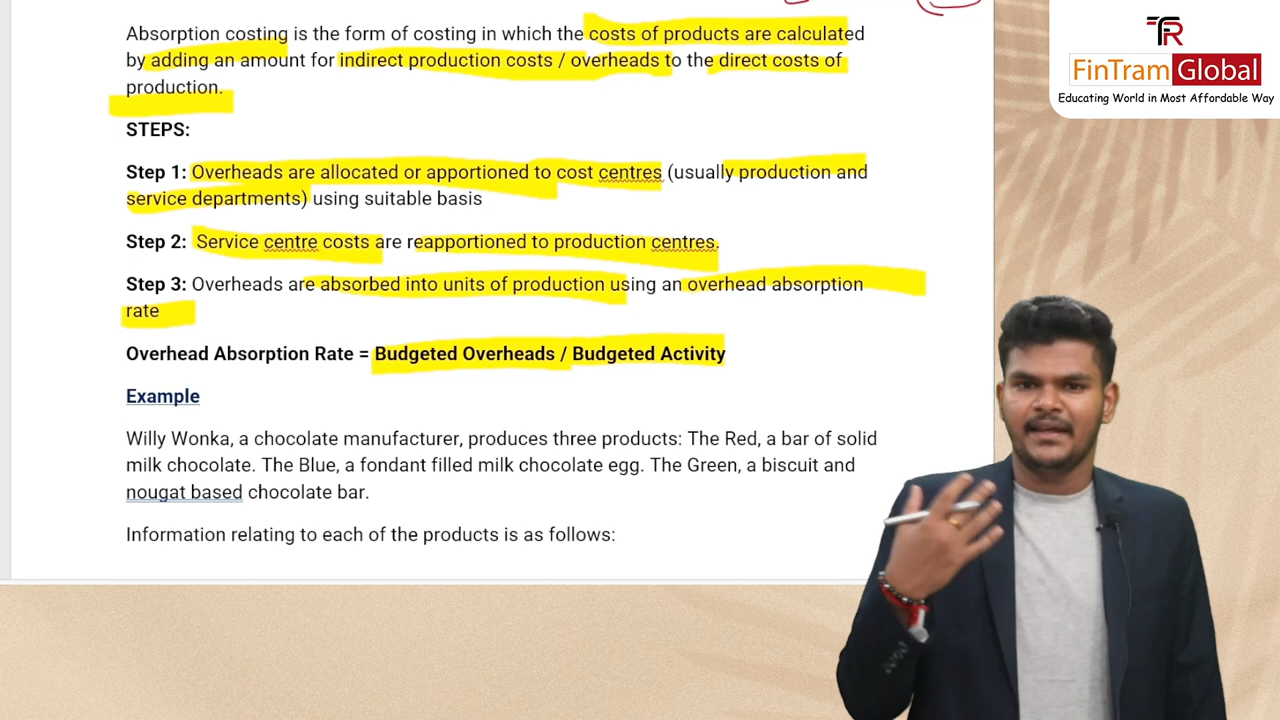 Absorption costing is the form of costing in which the costs of products are calculated
by adding an amount for indirect production costs / overheads to the direct costs of
production.
STEPS:
Step 1: Overheads are allocated or apportioned to cost centres (usually production and
service departments) using suitable basis
Step 2: Service centre costs are reapportioned to production centres.
Step 3: Overheads are absorbed into units of production using an overhead absorption
rate
Overhead Absorption Rate = Budgeted Overheads / Budgeted Activity
Example
Willy Wonka, a chocolate manufacturer, produces three products: The Red, a bar of solid
milk chocolate. The Blue, a fondant filled milk chocolate egg. The Green, a biscuit and
nougat based chocolate bar.
Information relating to each of the products is as follows:
FinTram Global
Educating World in Most Affordable Way